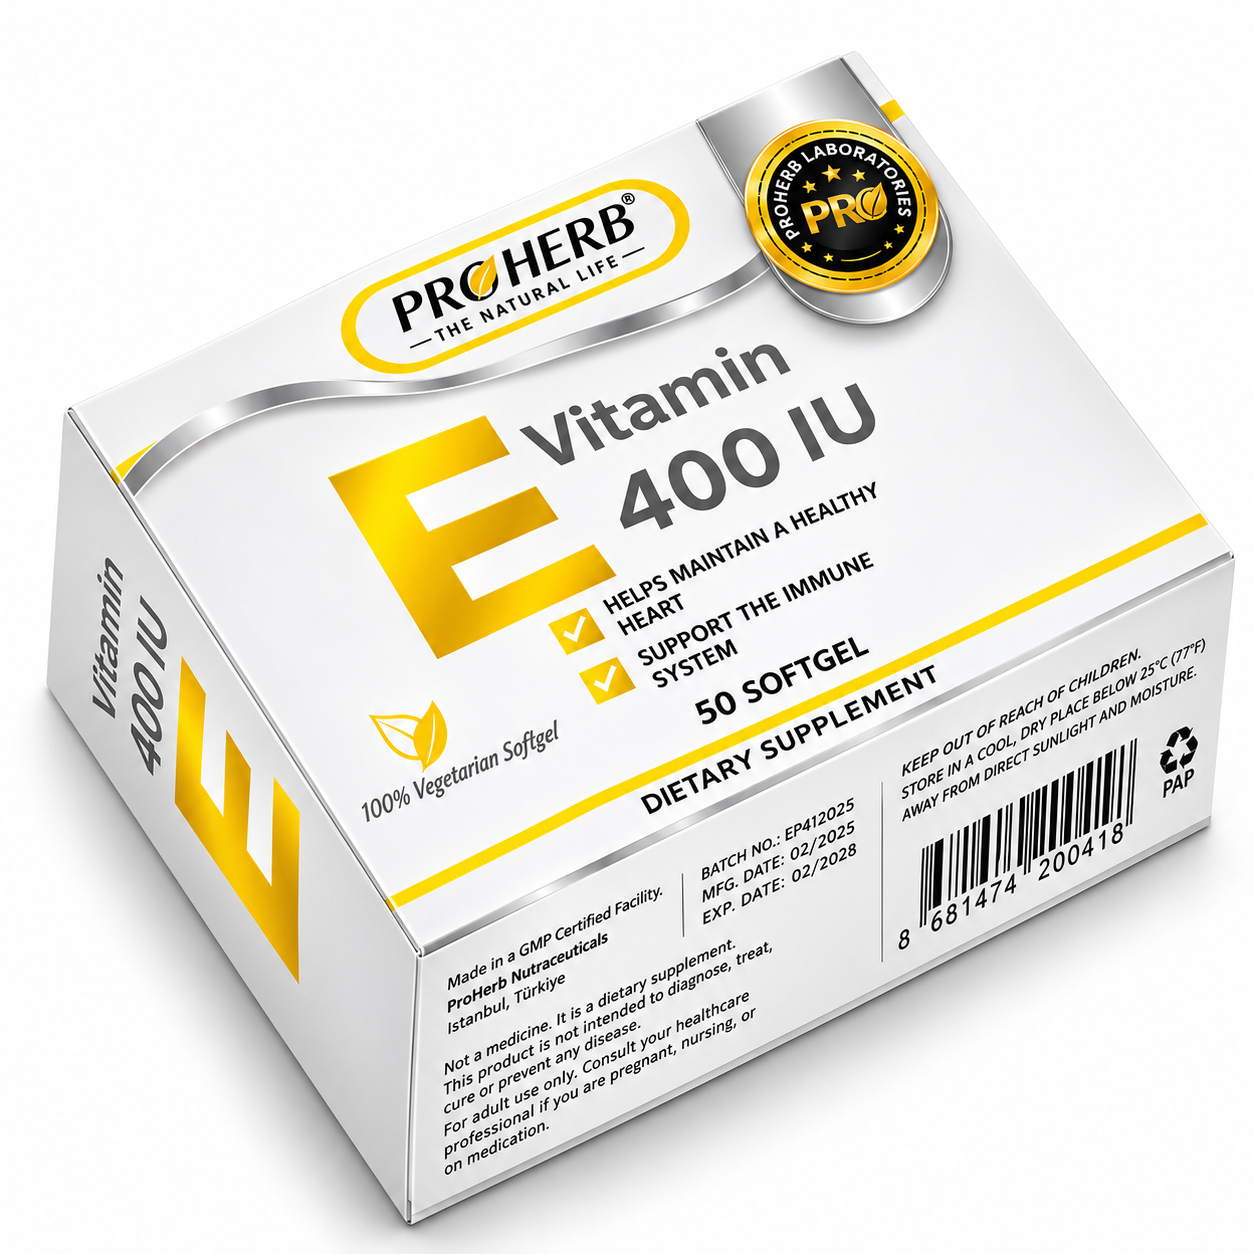 PROHERB LABORATORIES
PRO
PROHERB®
THE NATURAL LIFE
E Vitamin
400 IU
HELPS MAINTAIN A HEALTHY
HEART
SUPPORT THE IMMUNE
SYSTEM
50 SOFTGEL
100% Vegetarian Softgel
DIETARY SUPPLEMENT
Vitamin
400 IU
E
Made in a GMP Certified Facility.
ProHerb Nutraceuticals
Istanbul, Türkiye
Not a medicine. It is a dietary supplement.
This product is not intended to diagnose, treat,
cure or prevent any disease.
For adult use only. Consult your healthcare
professional if you are pregnant, nursing, or
on medication.
BATCH NO.: EP412025
MFG. DATE: 02/2025
EXP. DATE: 02/2028
KEEP OUT OF REACH OF CHILDREN.
STORE IN A COOL, DRY PLACE BELOW 25°C (77°F)
AWAY FROM DIRECT SUNLIGHT AND MOISTURE.
8 681474 200418
PAP